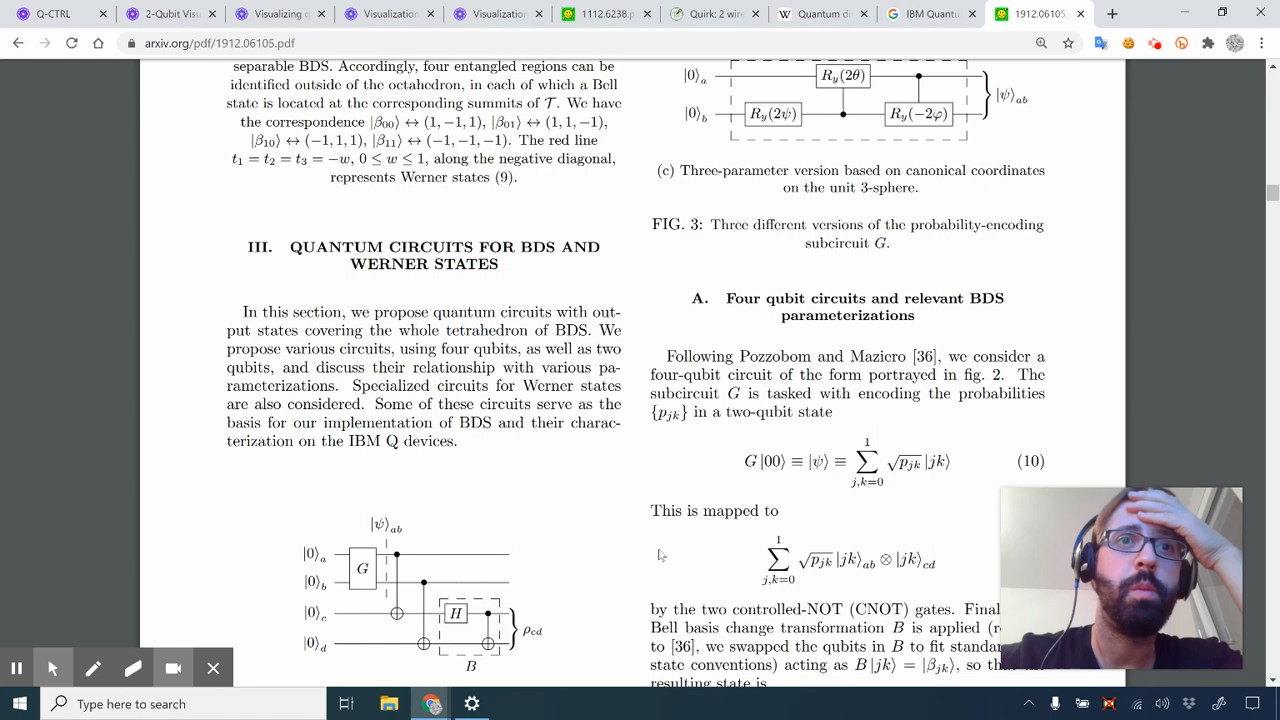 Q-CTRL
2-Qubit Visu
Visualizing q
Visualization
Visualization
1112.6238.p
Quirk: 2 wire
Quantum di
IBM Quantu
1912.06105.
arxiv.org/pdf/1912.06105.pdf
separable BDS. Accordingly, four entangled regions can be
identified outside of the octahedron, in each of which a Bell
state is located at the corresponding summits of 𝒯. We have
the correspondence |β₀₀⟩ ↔ (1, −1, 1), |β₀₁⟩ ↔ (1, 1, −1),
|β₁₀⟩ ↔ (−1, 1, 1), |β₁₁⟩ ↔ (−1, −1, −1). The red line
t₁ = t₂ = t₃ = −w, 0 ≤ w ≤ 1, along the negative diagonal,
represents Werner states (9).
III. QUANTUM CIRCUITS FOR BDS AND
WERNER STATES
In this section, we propose quantum circuits with out-
put states covering the whole tetrahedron of BDS. We
propose various circuits, using four qubits, as well as two
qubits, and discuss their relationship with various pa-
rameterizations. Specialized circuits for Werner states
are also considered. Some of these circuits serve as the
basis for our implementation of BDS and their charac-
terization on the IBM Q devices.
|ψ⟩ab
|0⟩a
|0⟩b
G
|0⟩c
H
|0⟩d
ρcd
B
|0⟩a
Ry(2θ)
|ψ⟩ab
|0⟩b
Ry(2ψ)
Ry(−2φ)
(c) Three-parameter version based on canonical coordinates
on the unit 3-sphere.
FIG. 3: Three different versions of the probability-encoding
subcircuit G.
A. Four qubit circuits and relevant BDS
parameterizations
Following Pozzobom and Maziero [36], we consider a
four-qubit circuit of the form portrayed in fig. 2. The
subcircuit G is tasked with encoding the probabilities
{pjk} in a two-qubit state
G |00⟩ ≡ |ψ⟩ ≡ ∑j,k=0^1 √pjk |jk⟩ (10)
This is mapped to
∑j,k=0^1 √pjk |jk⟩ab ⊗ |jk⟩cd
by the two controlled-NOT (CNOT) gates. Final
Bell basis change transformation B is applied (r
to [36], we swapped the qubits in B to fit standar
state conventions) acting as B |jk⟩ = |βjk⟩, so th
resulting state is
Type here to search